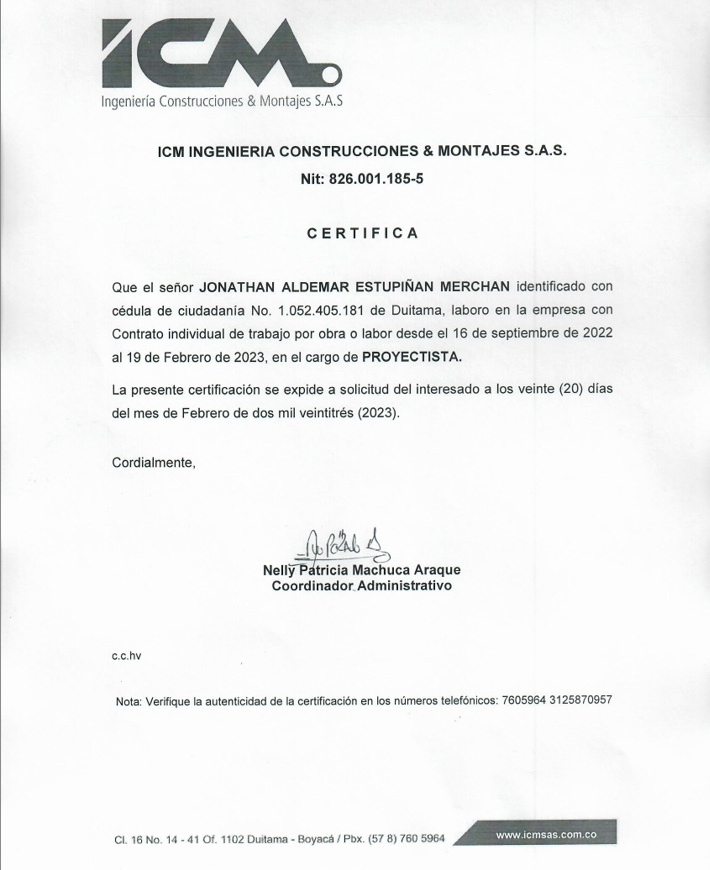 ICM
Ingeniería Construcciones & Montajes S.A.S
ICM INGENIERIA CONSTRUCCIONES & MONTAJES S.A.S.
Nit: 826.001.185-5
C E R T I F I C A
Que el señor JONATHAN ALDEMAR ESTUPIÑAN MERCHAN identificado con
cédula de ciudadanía No. 1.052.405.181 de Duitama, laboro en la empresa con
Contrato individual de trabajo por obra o labor desde el 16 de septiembre de 2022
al 19 de Febrero de 2023, en el cargo de PROYECTISTA.
La presente certificación se expide a solicitud del interesado a los veinte (20) días
del mes de Febrero de dos mil veintitrés (2023).
Cordialmente,
Nelly Patricia Machuca Araque
Coordinador Administrativo
c.c.hv
Nota: Verifique la autenticidad de la certificación en los números telefónicos: 7605964 3125870957
Cl. 16 No. 14 - 41 Of. 1102 Duitama - Boyacá / Pbx. (57 8) 760 5964
www.icmsas.com.co